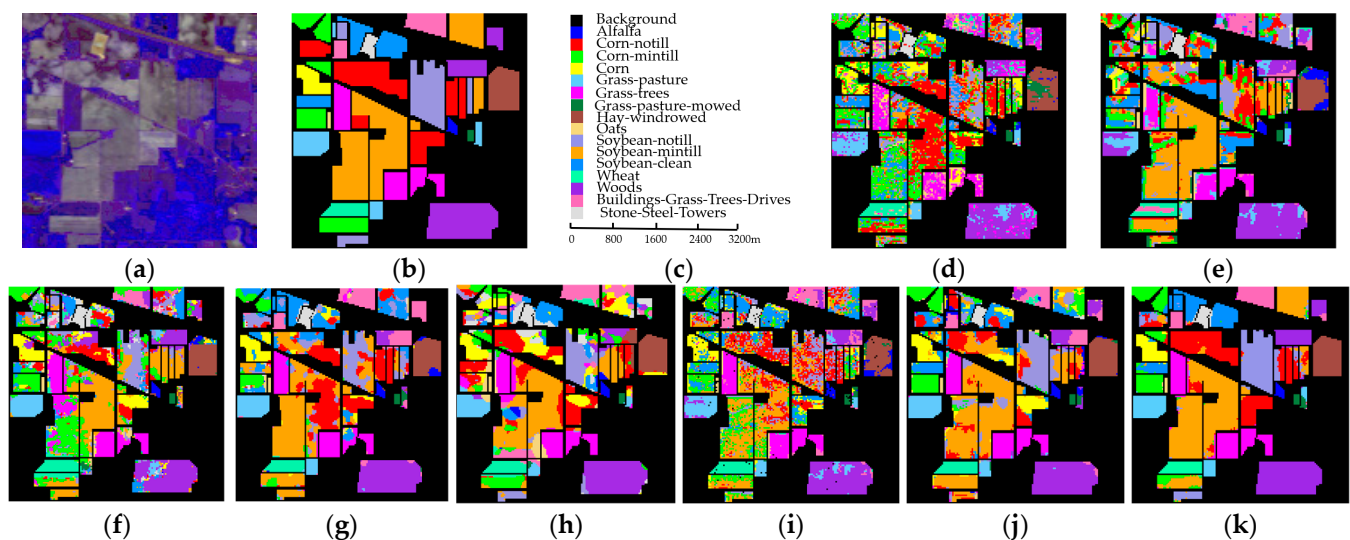 Background
Alfalfa
Corn-notill
Corn-mintill
Corn
Grass-pasture
Grass-trees
Grass-pasture-mowed
Hay-windrowed
Oats
Soybean-notill
Soybean-mintill
Soybean-clean
Wheat
Woods
Buildings-Grass-Trees-Drives
Stone-Steel-Towers
0 800 1600 2400 3200m
(a) (b) (c) (d) (e)
(f) (g) (h) (i) (j) (k)